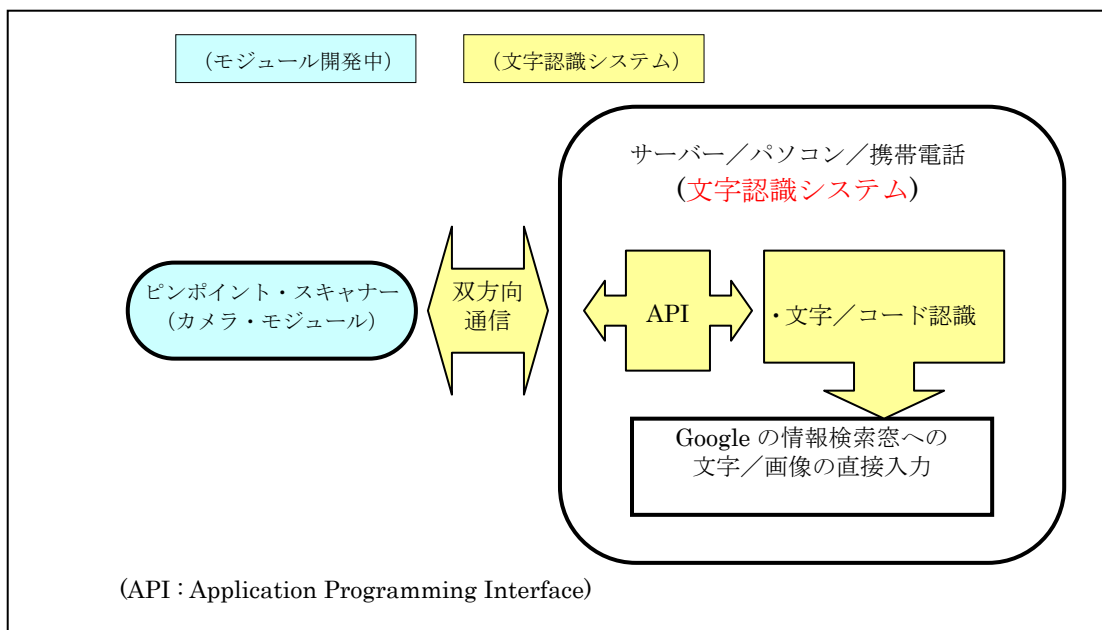 （モジュール開発中）
（文字認識システム）
サーバー／パソコン／携帯電話
(文字認識システム)
ピンポイント・スキャナー
（カメラ・モジュール）
双方向
通信
API
・文字／コード認識
Google の情報検索窓への
文字／画像の直接入力
(API : Application Programming Interface)